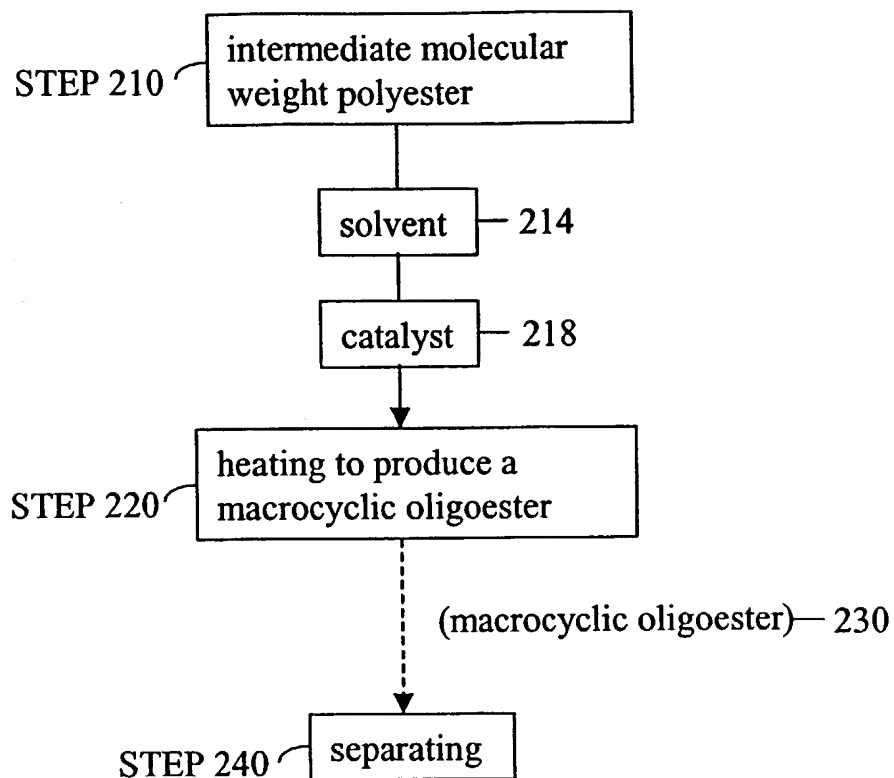 STEP 210
intermediate molecular
weight polyester
solvent
214
catalyst
218
STEP 220
heating to produce a
macrocyclic oligoester
(macrocyclic oligoester)
230
STEP 240
separating